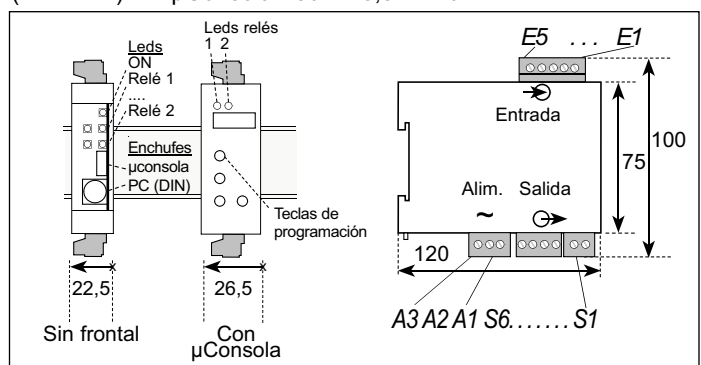 Leds relés
1 2
Leds
ON
Relé 1
....
Relé 2
Enchufes
µconsola
PC (DIN)
Teclas de
programación
22,5
26,5
Sin frontal
Con
µConsola
E5 ... E1
Entrada
100
75
Alim. Salida
~
120
A3 A2 A1 S6.......S1